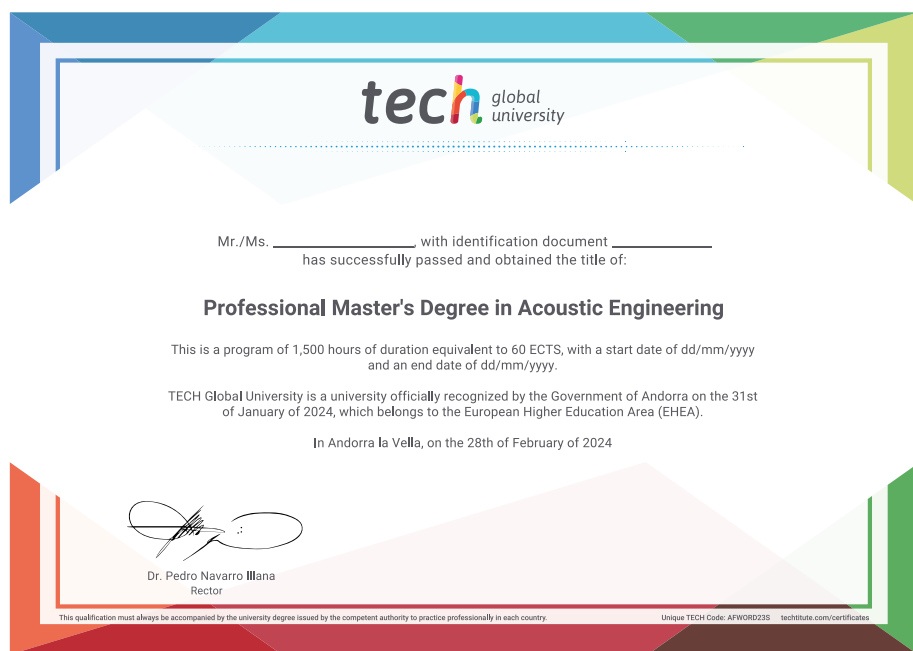 tech global
university
Mr./Ms. ____________, with identification document ____________
has successfully passed and obtained the title of:
Professional Master's Degree in Acoustic Engineering
This is a program of 1,500 hours of duration equivalent to 60 ECTS, with a start date of dd/mm/yyyy
and an end date of dd/mm/yyyy.
TECH Global University is a university officially recognized by the Government of Andorra on the 31st
of January of 2024, which belongs to the European Higher Education Area (EHEA).
In Andorra la Vella, on the 28th of February of 2024
Dr. Pedro Navarro Illana
Rector
This qualification must always be accompanied by the university degree issued by the competent authority to practice professionally in each country.
Unique TECH Code: AFWORD23S techtitute.com/certificates